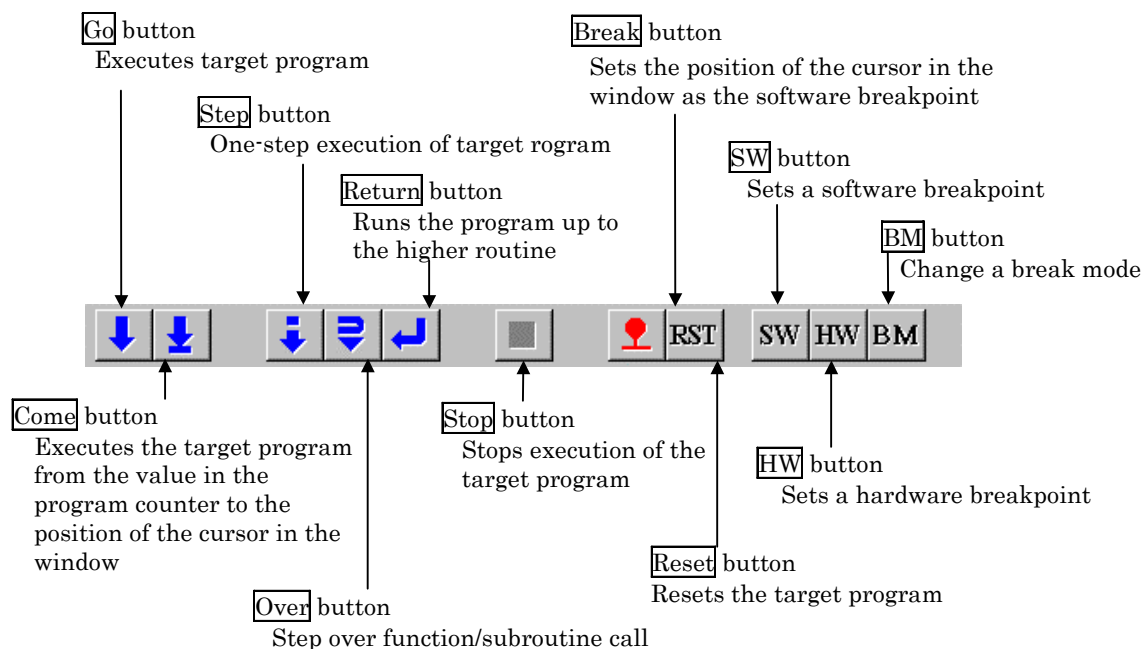 Go button
Executes target program
Break button
Sets the position of the cursor in the
window as the software breakpoint
Step button
One-step execution of target rogram
Return button
Runs the program up to
the higher routine
SW button
Sets a software breakpoint
BM button
Change a break mode
RST SW HW BM
Come button
Executes the target program
from the value in the
program counter to the
position of the cursor in the
window
Stop button
Stops execution of the
target program
HW button
Sets a hardware breakpoint
Reset button
Resets the target program
Over button
Step over function/subroutine call